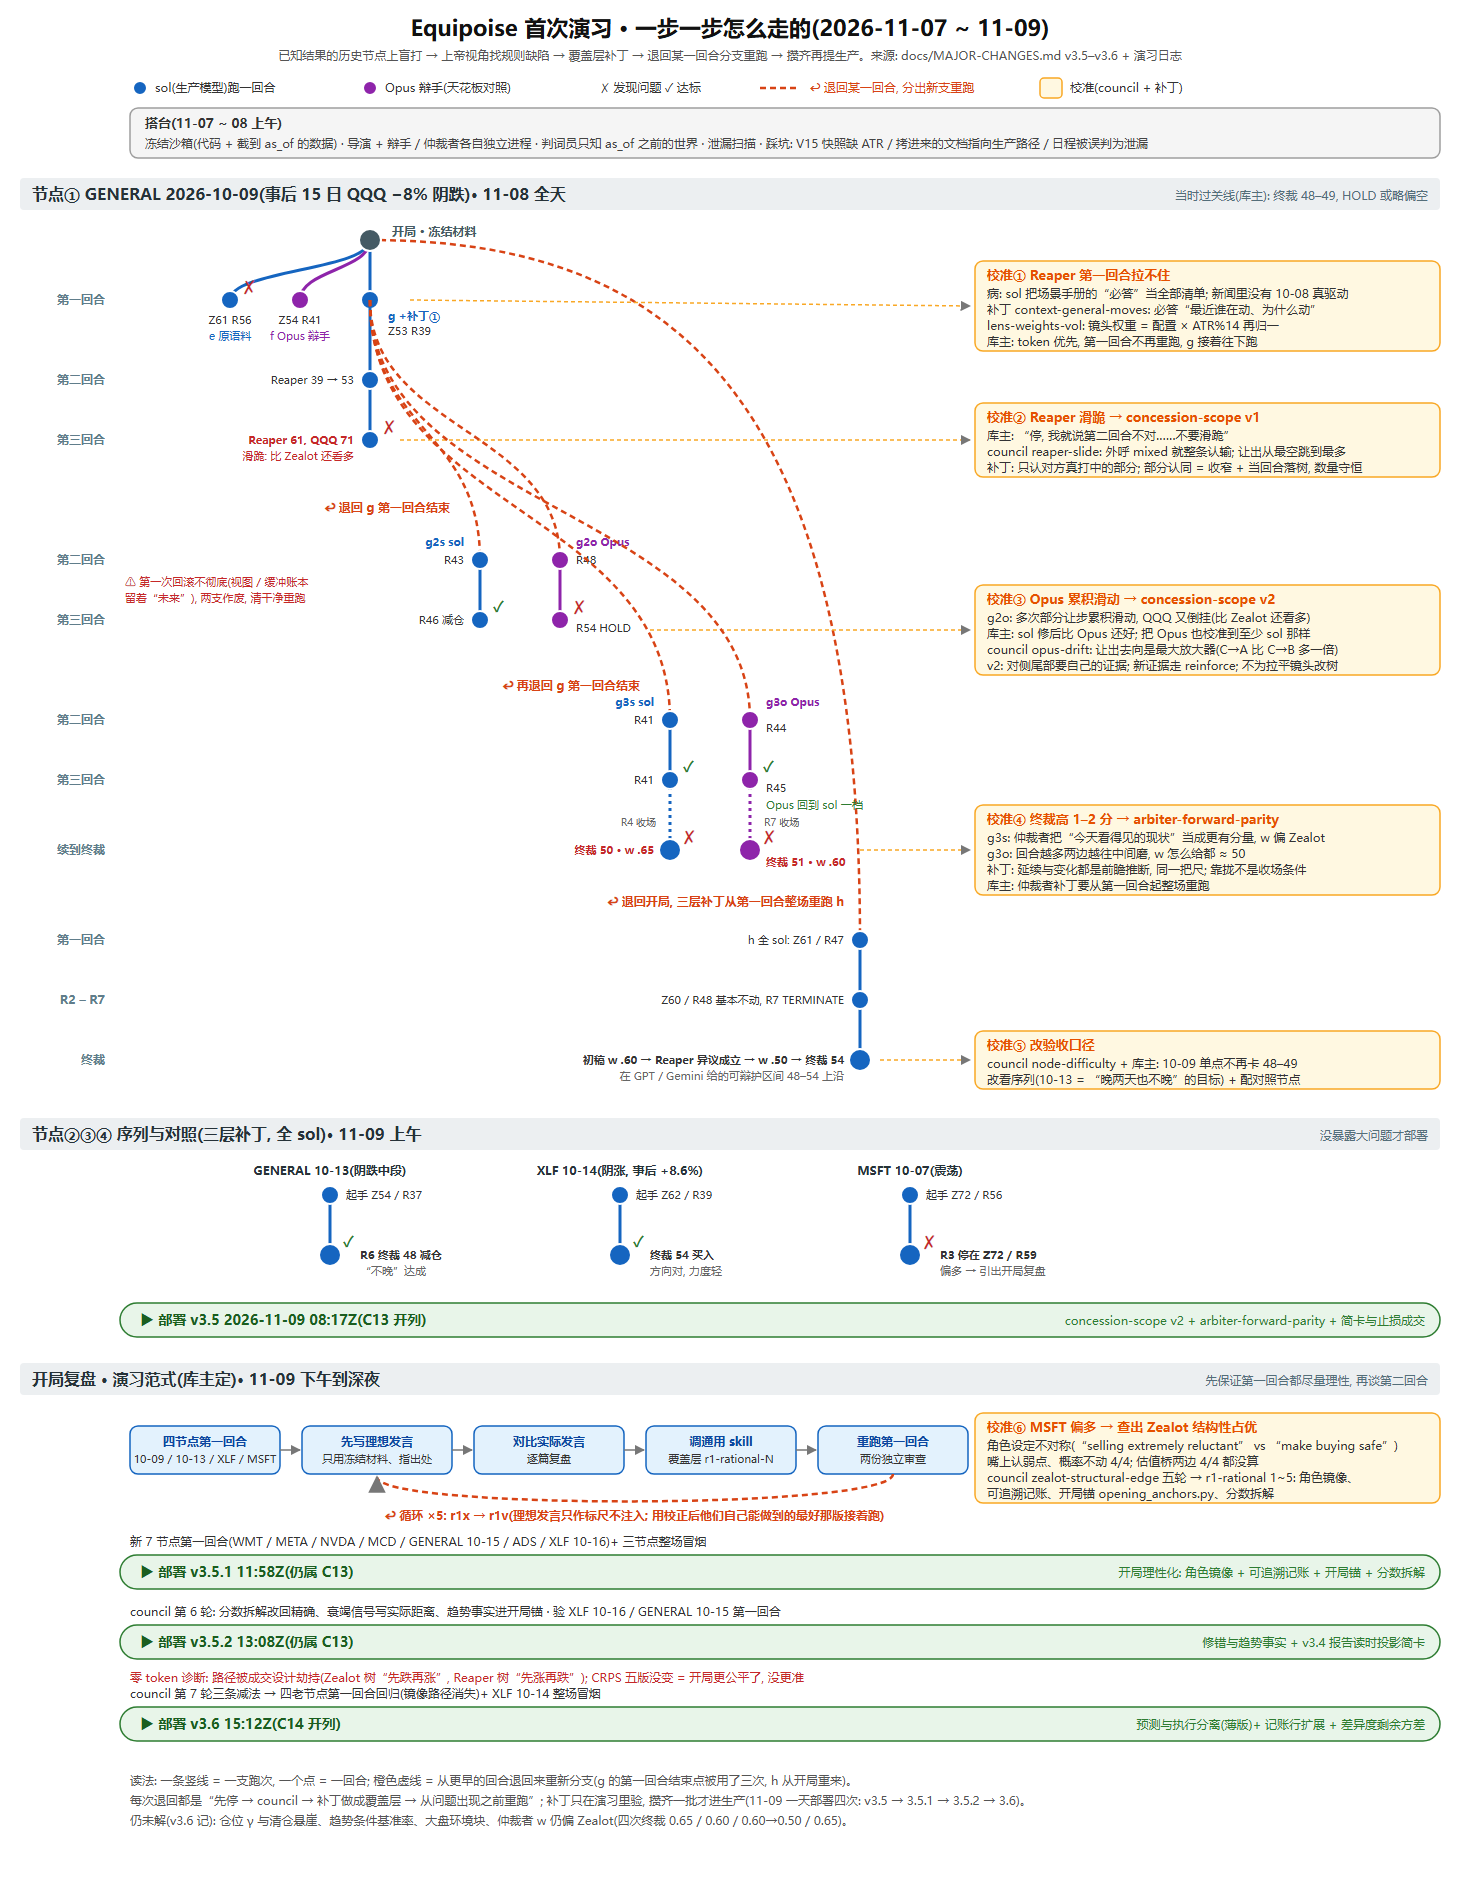 Equipoise 首次演习 • 一步一步怎么走的(2026-11-07 ~ 11-09)
已知结果的历史节点上盲打 → 上帝视角找规则缺陷 → 覆盖层补丁 → 退回某一回合分支重跑 → 攒齐再提生产。来源: docs/MAJOR-CHANGES.md v3.5–v3.6 + 演习日志
sol(生产模型)跑一回合
Opus 辩手(天花板对照)
✗ 发现问题 ✓ 达标
↩ 退回某一回合, 分出新支重跑
校准(council + 补丁)
搭台(11-07 ~ 08 上午)
冻结沙箱(代码 + 截到 as_of 的数据) · 导演 + 辩手 / 仲裁者各自独立进程 · 判词员只知 as_of 之前的世界 · 泄漏扫描 · 踩坑: V15 快照缺 ATR / 拷进来的文档指向生产路径 / 日程被误判为泄漏
节点① GENERAL 2026-10-09(事后 15 日 QQQ −8% 阴跌)• 11-08 全天
当时过关线(库主): 终裁 48–49, HOLD 或略偏空
开局 • 冻结材料
第一回合
✗
Z61 R56
e 原语料
Z54 R41
f Opus 辩手
g +补丁①
Z53 R39
校准① Reaper 第一回合拉不住
病: sol 把场景手册的“必答”当全部清单; 新闻里没有 10-08 真驱动
补丁 context-general-moves: 必答“最近谁在动、为什么动”
lens-weights-vol: 镜头权重 = 配置 × ATR%14 再归一
库主: token 优先, 第一回合不再重跑, g 接着往下跑
第二回合
Reaper 39 → 53
第三回合
Reaper 61, QQQ 71
滑跪: 比 Zealot 还看多
✗
校准② Reaper 滑跪 → concession-scope v1
库主: “停, 我就说第二回合不对……不要滑跪”
council reaper-slide: 外呼 mixed 就整条认输; 让出从最空跳到最多
补丁: 只认对方真打中的部分; 部分认同 = 收窄 + 当回合落树, 数量守恒
↩ 退回 g 第一回合结束
第二回合
g2s sol
R43
g2o Opus
R48
⚠ 第一次回滚不彻底(视图 / 缓冲账本
留着“未来”), 两支作废, 清干净重跑
第三回合
R46 减仓
✓
✗
R54 HOLD
校准③ Opus 累积滑动 → concession-scope v2
g2o: 多次部分让步累积滑动, QQQ 又倒挂(比 Zealot 还看多)
库主: sol 修后比 Opus 还好; 把 Opus 也校准到至少 sol 那样
council opus-drift: 让出去向是最大放大器(C→A 比 C→B 多一倍)
v2: 对侧尾部要自己的证据; 新证据走 reinforce; 不为拉平镜头改树
↩ 再退回 g 第一回合结束
第二回合
g3s sol
R41
g3o Opus
R44
第三回合
R41
✓
✓
R45
Opus 回到 sol 一档
R4 收场
R7 收场
续到终裁
终裁 50 • w .65
✗
✗
终裁 51 • w .60
校准④ 终裁高 1–2 分 → arbiter-forward-parity
g3s: 仲裁者把“今天看得见的现状”当成更有分量, w 偏 Zealot
g3o: 回合越多两边越往中间磨, w 怎么给都 ≈ 50
补丁: 延续与变化都是前瞻推断, 同一把尺; 靠拢不是收场条件
库主: 仲裁者补丁要从第一回合起整场重跑
↩ 退回开局, 三层补丁从第一回合整场重跑 h
第一回合
h 全 sol: Z61 / R47
R2 – R7
Z60 / R48 基本不动, R7 TERMINATE
终裁
初稿 w .60 → Reaper 异议成立 → w .50 → 终裁 54
在 GPT / Gemini 给的可辩护区间 48–54 上沿
校准⑤ 改验收口径
council node-difficulty + 库主: 10-09 单点不再卡 48–49
改看序列(10-13 = “晚两天也不晚”的目标) + 配对照节点
节点②③④ 序列与对照(三层补丁, 全 sol)• 11-09 上午
没暴露大问题才部署
GENERAL 10-13(阴跌中段)
起手 Z54 / R37
✓
R6 终裁 48 减仓
“不晚”达成
XLF 10-14(阴涨, 事后 +8.6%)
起手 Z62 / R39
✓
终裁 54 买入
方向对, 力度轻
MSFT 10-07(震荡)
起手 Z72 / R56
✗
R3 停在 Z72 / R59
偏多 → 引出开局复盘
▶ 部署 v3.5 2026-11-09 08:17Z(C13 开列)
concession-scope v2 + arbiter-forward-parity + 简卡与止损成交
开局复盘 • 演习范式(库主定)• 11-09 下午到深夜
先保证第一回合都尽量理性, 再谈第二回合
四节点第一回合
10-09 / 10-13 / XLF / MSFT
先写理想发言
只用冻结材料、指出处
对比实际发言
逐篇复盘
调通用 skill
覆盖层 r1-rational-N
重跑第一回合
两份独立审查
校准⑥ MSFT 偏多 → 查出 Zealot 结构性占优
角色设定不对称(“selling extremely reluctant” vs “make buying safe”)
嘴上认弱点、概率不动 4/4; 估值桥两边 4/4 都没算
council zealot-structural-edge 五轮 → r1-rational 1~5: 角色镜像、
可追溯记账、开局锚 opening_anchors.py、分数拆解
↩ 循环 ×5: r1x → r1v(理想发言只作标尺不注入; 用校正后他们自己能做到的最好那版接着跑)
新 7 节点第一回合(WMT / META / NVDA / MCD / GENERAL 10-15 / ADS / XLF 10-16)+ 三节点整场冒烟
▶ 部署 v3.5.1 11:58Z(仍属 C13)
开局理性化: 角色镜像 + 可追溯记账 + 开局锚 + 分数拆解
council 第 6 轮: 分数拆解改回精确、衰竭信号写实际距离、趋势事实进开局锚 · 验 XLF 10-16 / GENERAL 10-15 第一回合
▶ 部署 v3.5.2 13:08Z(仍属 C13)
修错与趋势事实 + v3.4 报告读时投影简卡
零 token 诊断: 路径被成交设计劫持(Zealot 树“先跌再涨”, Reaper 树“先涨再跌”); CRPS 五版没变 = 开局更公平了, 没更准
council 第 7 轮三条减法 → 四老节点第一回合回归(镜像路径消失)+ XLF 10-14 整场冒烟
▶ 部署 v3.6 15:12Z(C14 开列)
预测与执行分离(薄版)+ 记账行扩展 + 差异度剩余方差
读法: 一条竖线 = 一支跑次, 一个点 = 一回合; 橙色虚线 = 从更早的回合退回来重新分支(g 的第一回合结束点被用了三次, h 从开局重来)。
每次退回都是“先停 → council → 补丁做成覆盖层 → 从问题出现之前重跑”; 补丁只在演习里验, 攒齐一批才进生产(11-09 一天部署四次: v3.5 → 3.5.1 → 3.5.2 → 3.6)。
仍未解(v3.6 记): 仓位 γ 与清仓悬崖、趋势条件基准率、大盘环境块、仲裁者 w 仍偏 Zealot(四次终裁 0.65 / 0.60 / 0.60→0.50 / 0.65)。